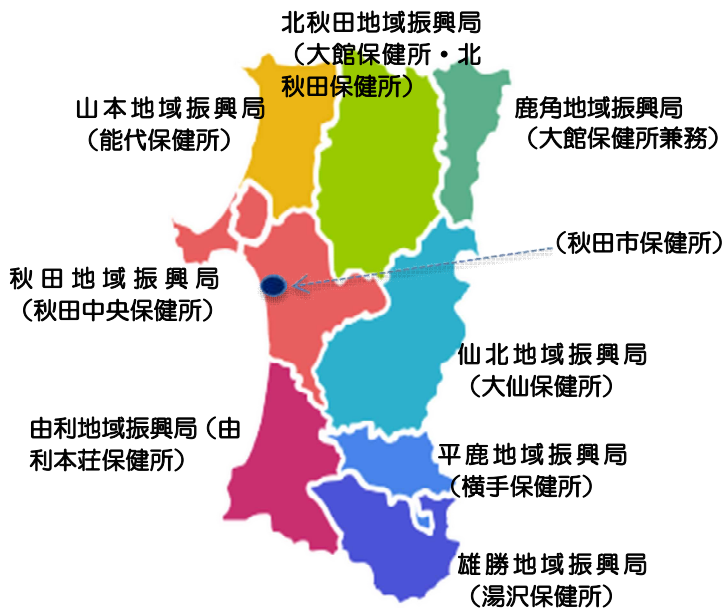 北秋田地域振興局
（大館保健所・北
秋田保健所）
山本地域振興局
（能代保健所）
鹿角地域振興局
（大館保健所兼務）
（秋田市保健所）
秋田地域振興局
（秋田中央保健所）
仙北地域振興局
（大仙保健所）
由利地域振興局（由
利本荘保健所）
平鹿地域振興局
（横手保健所）
雄勝地域振興局
（湯沢保健所）